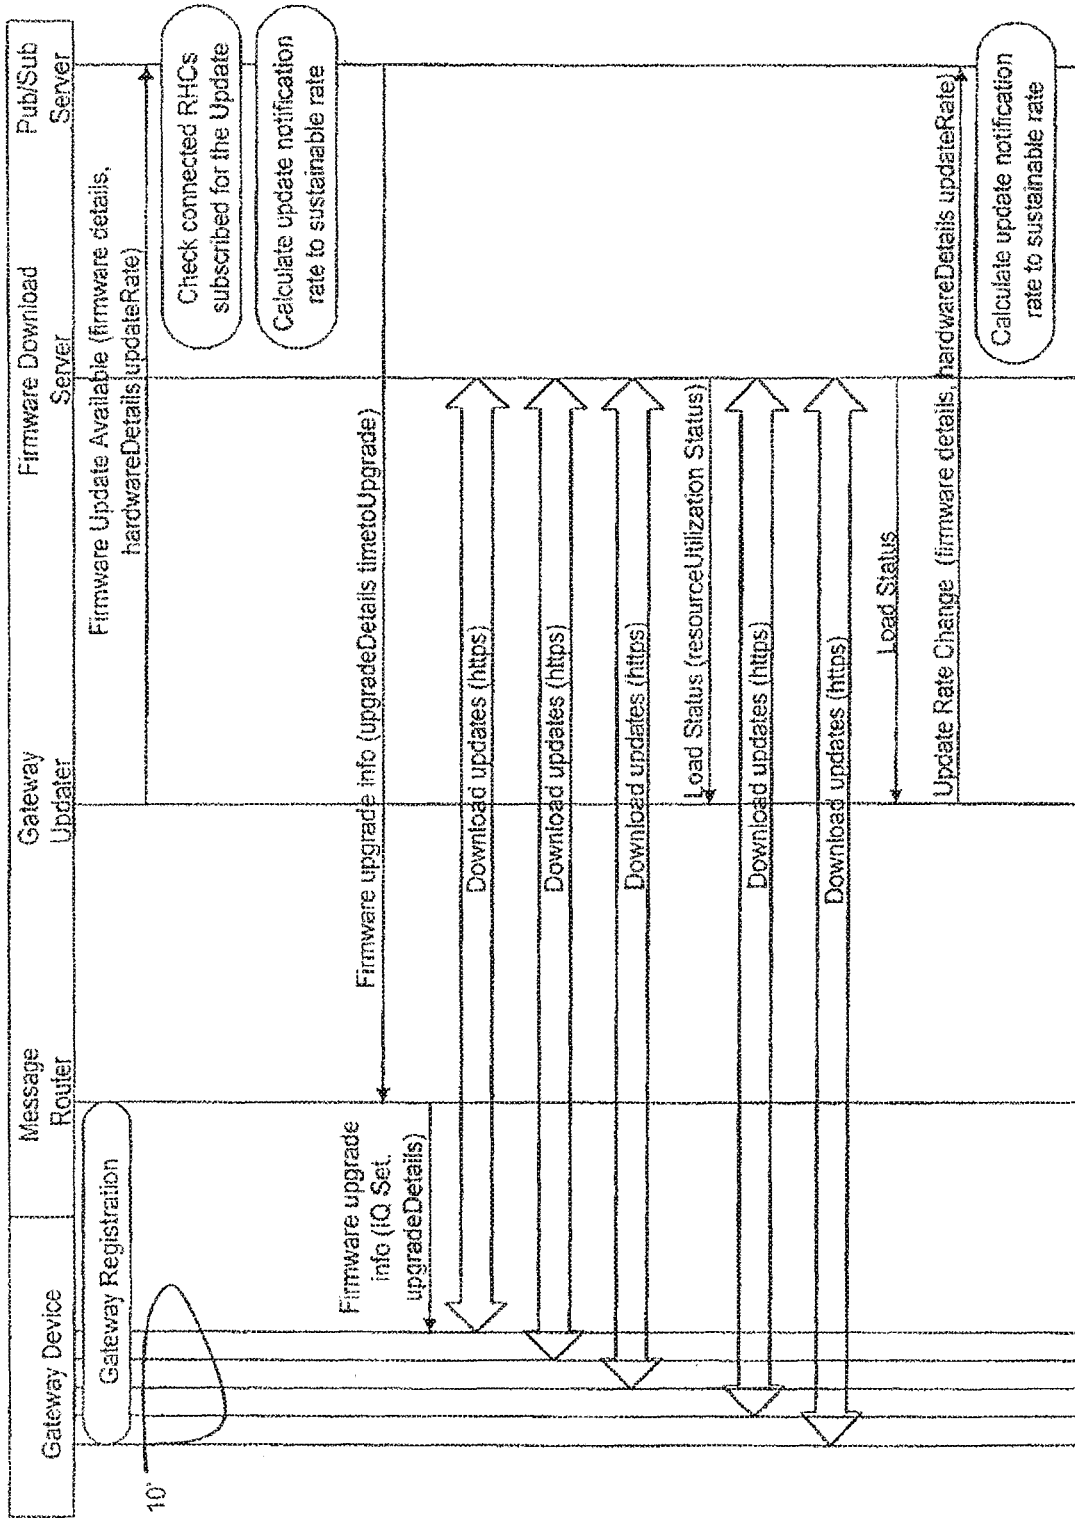 Gateway Device
Message
Router
Gateway
Updater
Firmware Download
Server
Pub/Sub
Server
Gateway Registration
10'
Firmware Update Available (firmware details,
hardwareDetails updateRate)
Check connected RHCs
subscribed for the Update
Calculate update notification
rate to sustainable rate
Firmware upgrade info (upgradeDetails timetoUpgrade)
Firmware upgrade
info (IQ Set.
upgradeDetails)
Download updates (https)
Download updates (https)
Download updates (https)
Load Status (resourceUtilization Status)
Download updates (https)
Download updates (https)
Load Status
Update Rate Change (firmware details, hardwareDetails updateRate)
Calculate update notification
rate to sustainable rate